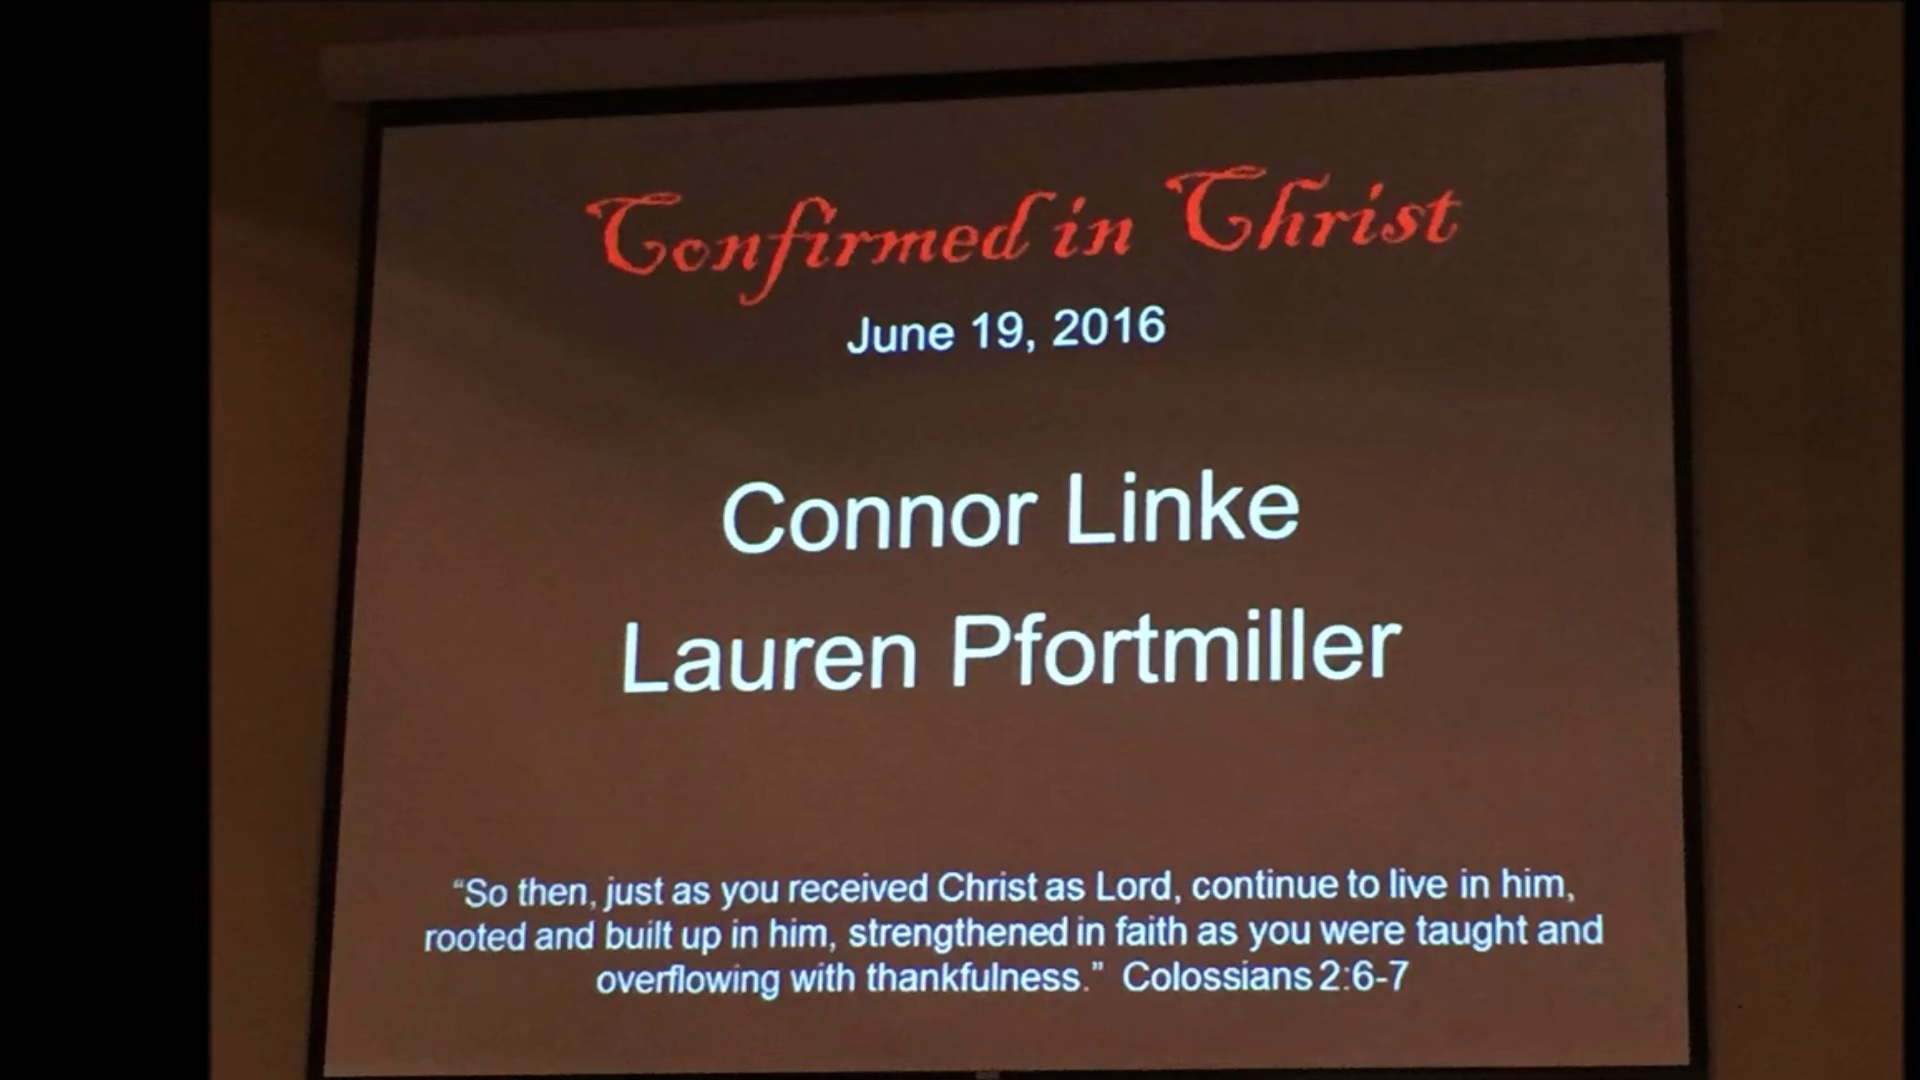 Confirmed in Christ
June 19, 2016
Connor Linke
Lauren Pfortmiller
“So then, just as you received Christ as Lord, continue to live in him,
rooted and built up in him, strengthened in faith as you were taught and
overflowing with thankfulness.” Colossians 2:6-7